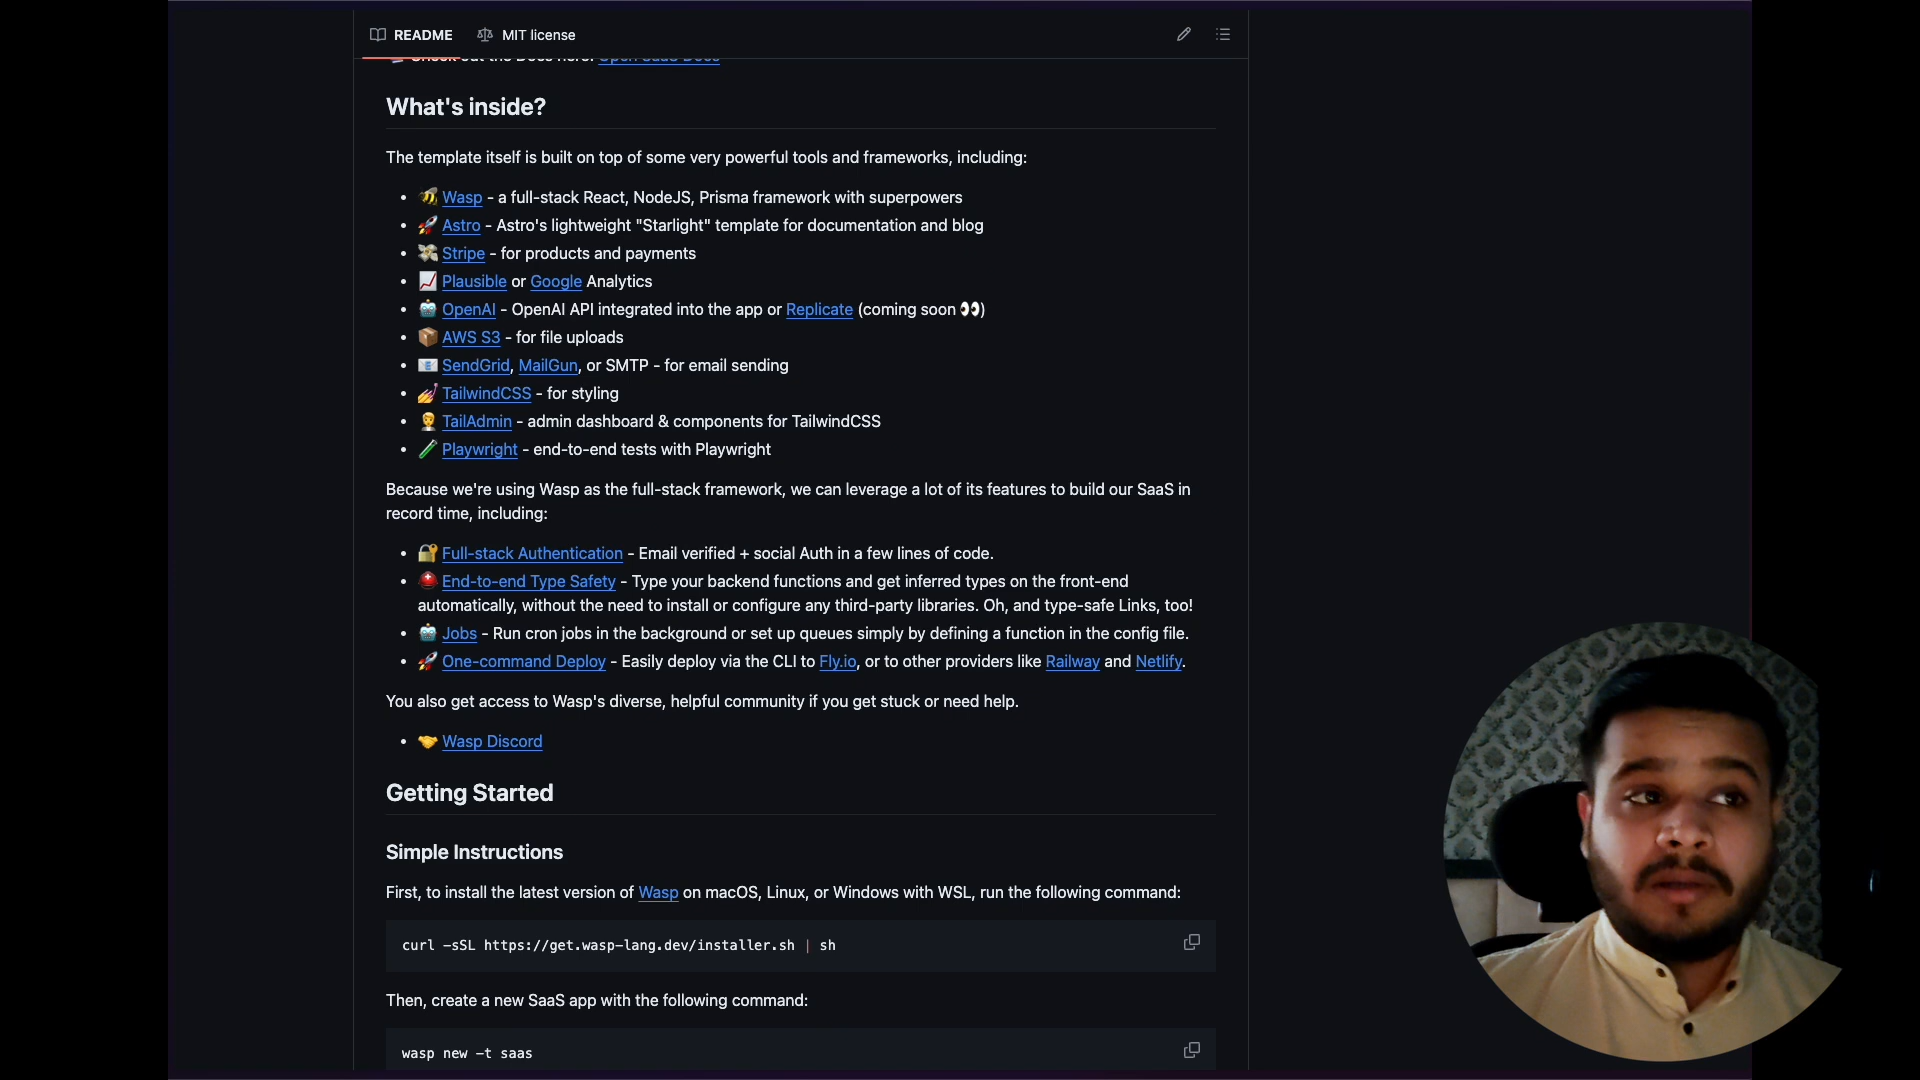 README MIT license
Check out the Docs here: Open SaaS Docs
What's inside?
The template itself is built on top of some very powerful tools and frameworks, including:
• 🐝 Wasp - a full-stack React, NodeJS, Prisma framework with superpowers
• 🚀 Astro - Astro's lightweight "Starlight" template for documentation and blog
• 💸 Stripe - for products and payments
• 📈 Plausible or Google Analytics
• 🤖 OpenAI - OpenAI API integrated into the app or Replicate (coming soon 👀)
• 📦 AWS S3 - for file uploads
• 📧 SendGrid, MailGun, or SMTP - for email sending
• 💅 TailwindCSS - for styling
• 🧑‍💼 TailAdmin - admin dashboard & components for TailwindCSS
• 🧪 Playwright - end-to-end tests with Playwright
Because we're using Wasp as the full-stack framework, we can leverage a lot of its features to build our SaaS in
record time, including:
• 🔐 Full-stack Authentication - Email verified + social Auth in a few lines of code.
• ⛑ End-to-end Type Safety - Type your backend functions and get inferred types on the front-end
automatically, without the need to install or configure any third-party libraries. Oh, and type-safe Links, too!
• 🤖 Jobs - Run cron jobs in the background or set up queues simply by defining a function in the config file.
• 🚀 One-command Deploy - Easily deploy via the CLI to Fly.io, or to other providers like Railway and Netlify.
You also get access to Wasp's diverse, helpful community if you get stuck or need help.
• 🤝 Wasp Discord
Getting Started
Simple Instructions
First, to install the latest version of Wasp on macOS, Linux, or Windows with WSL, run the following command:
curl -sSL https://get.wasp-lang.dev/installer.sh | sh
Then, create a new SaaS app with the following command:
wasp new -t saas